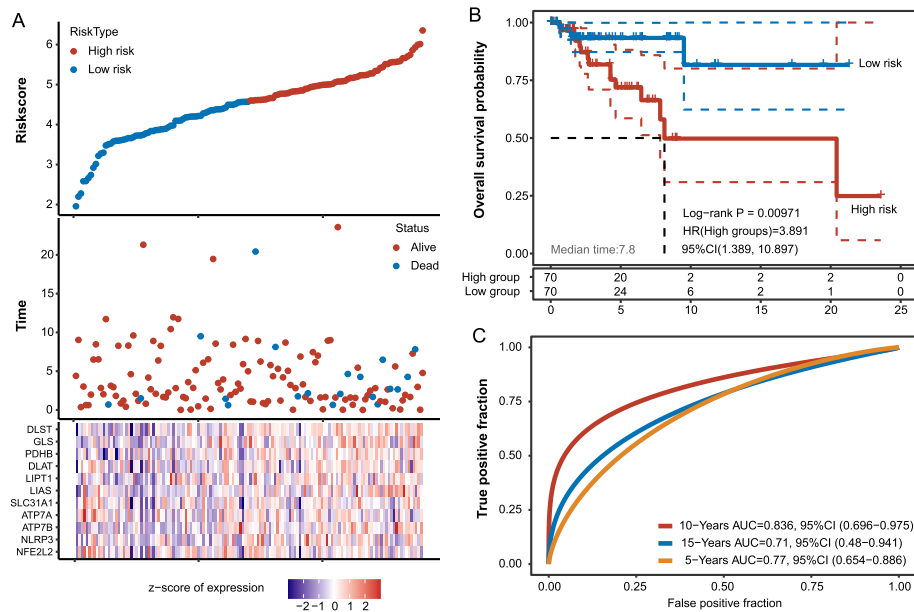 A
RiskType
High risk
Low risk
Riskscore
6
5
4
3
2
Status
Alive
Dead
Time
20
15
10
5
0
DLST
GLS
PDHB
DLAT
LIPT1
LIAS
SLC31A1
ATP7A
ATP7B
NLRP3
NFE2L2
z-score of expression
−2 −1 0 1 2
B
Overall survival probability
1.00
0.75
0.50
0.25
0.00
Low risk
High risk
Log-rank P = 0.00971
HR(High groups)=3.891
95%CI(1.389, 10.897)
Median time:7.8
High group 70 20 2 2 2 0
Low group 70 24 6 2 1 0
0 5 10 15 20 25
C
True positive fraction
1.00
0.75
0.50
0.25
0.00
10-Years AUC=0.836, 95%CI (0.696−0.975)
15-Years AUC=0.71, 95%CI (0.48−0.941)
5-Years AUC=0.77, 95%CI (0.654−0.886)
0.00 0.25 0.50 0.75 1.00
False positive fraction